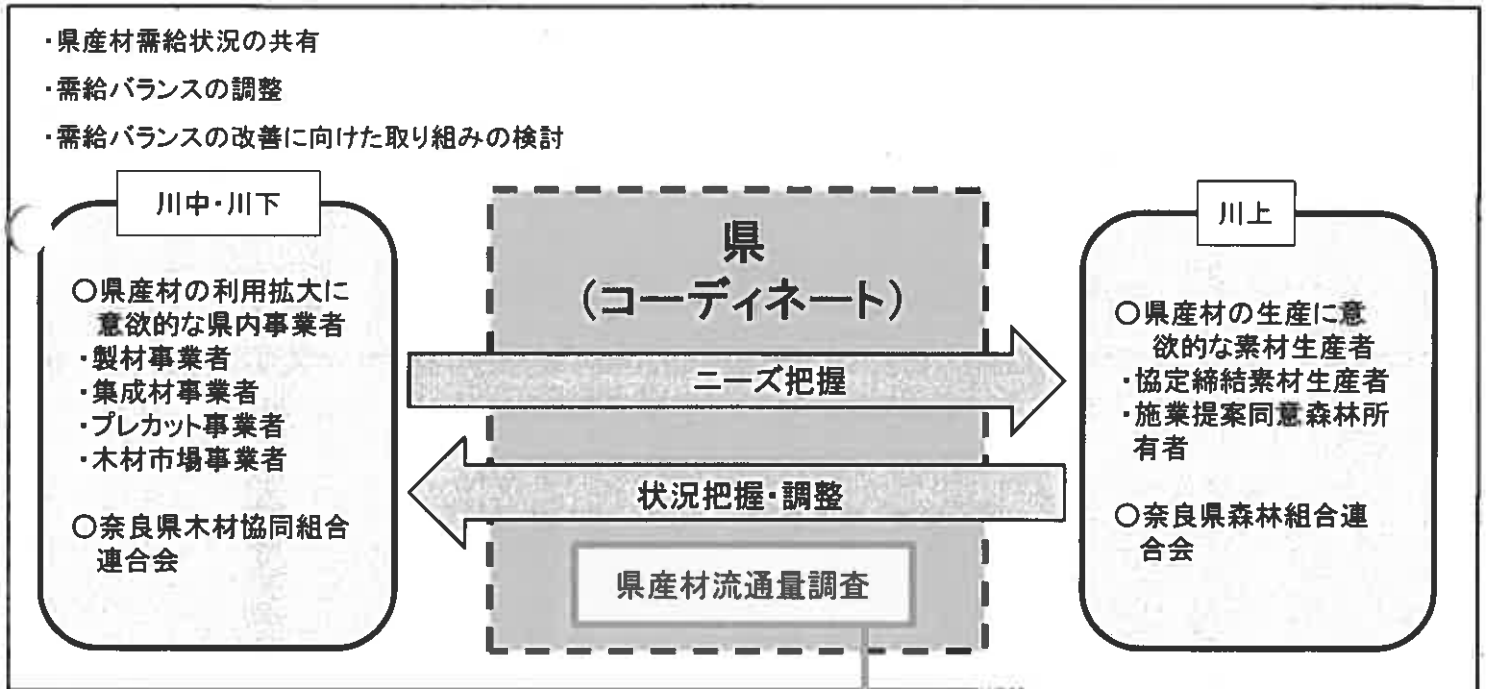 ・県産材需給状況の共有
・需給バランスの調整
・需給バランスの改善に向けた取り組みの検討
川中・川下
○県産材の利用拡大に
意欲的な県内事業者
・製材事業者
・集成材事業者
・プレカット事業者
・木材市場事業者
○奈良県木材協同組合
連合会
県
(コーディネート)
ニーズ把握
状況把握・調整
県産材流通量調査
川上
○県産材の生産に意
欲的な素材生産者
・協定締結素材生産者
・施業提案同意森林所
有者
○奈良県森林組合連
合会